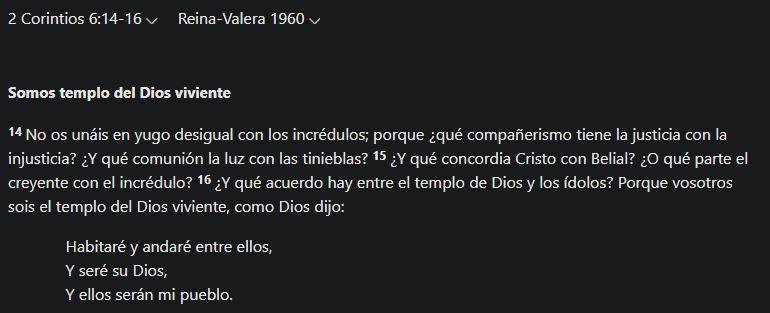 2 Corintios 6:14-16 Reina-Valera 1960
Somos templo del Dios viviente
14 No os unáis en yugo desigual con los incrédulos; porque ¿qué compañerismo tiene la justicia con la
injusticia? ¿Y qué comunión la luz con las tinieblas? 15 ¿Y qué concordia Cristo con Belial? ¿O qué parte el
creyente con el incrédulo? 16 ¿Y qué acuerdo hay entre el templo de Dios y los ídolos? Porque vosotros
sois el templo del Dios viviente, como Dios dijo:
Habitaré y andaré entre ellos,
Y seré su Dios,
Y ellos serán mi pueblo.